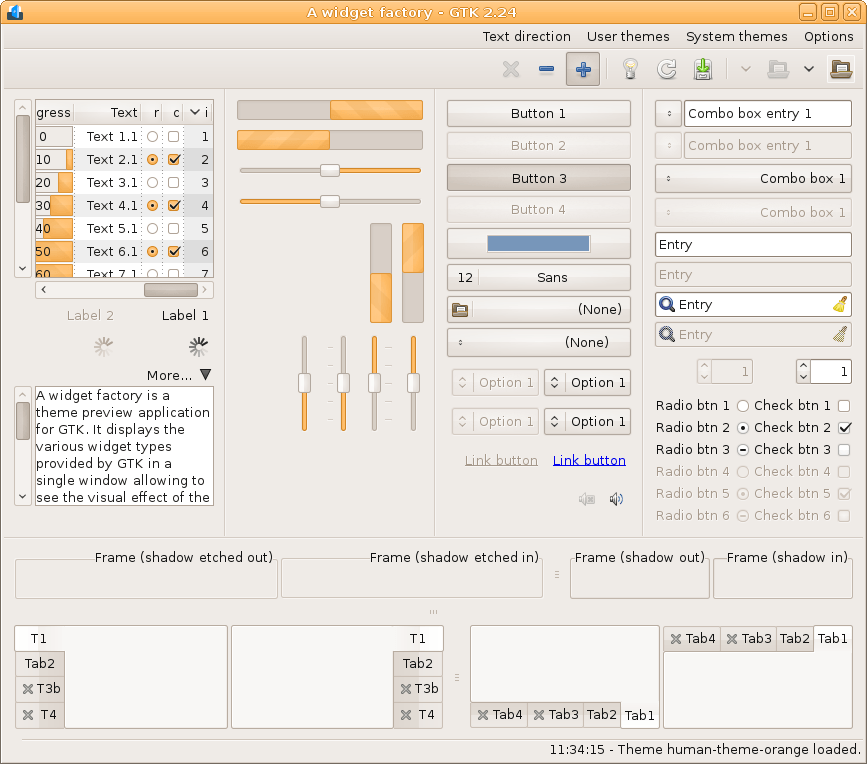 A widget factory - GTK 2.24
Text direction User themes System themes Options
gress Text r c i
0 Text 1.1 1
10 Text 2.1 2
20 Text 3.1 3
30 Text 4.1 4
40 Text 5.1 5
50 Text 6.1 6
60 Text 7.1 7
Label 2 Label 1
More...
A widget factory is a
theme preview application
for GTK. It displays the
various widget types
provided by GTK in a
single window allowing to
see the visual effect of the
Button 1
Button 2
Button 3
Button 4
12 Sans
(None)
(None)
Option 1 Option 1
Option 1 Option 1
Link button Link button
Combo box entry 1
Combo box entry 1
Combo box 1
Combo box 1
Entry
Entry
Entry
Entry
1 1
Radio btn 1 Check btn 1
Radio btn 2 Check btn 2
Radio btn 3 Check btn 3
Radio btn 4 Check btn 4
Radio btn 5 Check btn 5
Radio btn 6 Check btn 6
Frame (shadow etched out) Frame (shadow etched in) Frame (shadow out) Frame (shadow in)
T1
Tab2
T3b
T4
T1
Tab2
T3b
T4
Tab4 Tab3 Tab2 Tab1
Tab4 Tab3 Tab2 Tab1
11:34:15 - Theme human-theme-orange loaded.